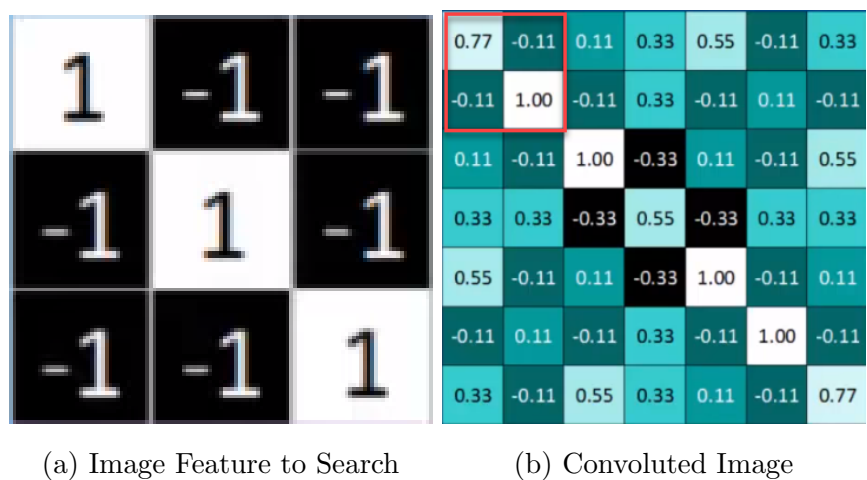 1 -1 -1
-1 1 -1
-1 -1 1
0.77 -0.11 0.11 0.33 0.55 -0.11 0.33
-0.11 1.00 -0.11 0.33 -0.11 0.11 -0.11
0.11 -0.11 1.00 -0.33 0.11 -0.11 0.55
0.33 0.33 -0.33 0.55 -0.33 0.33 0.33
0.55 -0.11 0.11 -0.33 1.00 -0.11 0.11
-0.11 0.11 -0.11 0.33 -0.11 1.00 -0.11
0.33 -0.11 0.55 0.33 0.11 -0.11 0.77
(a) Image Feature to Search
(b) Convoluted Image